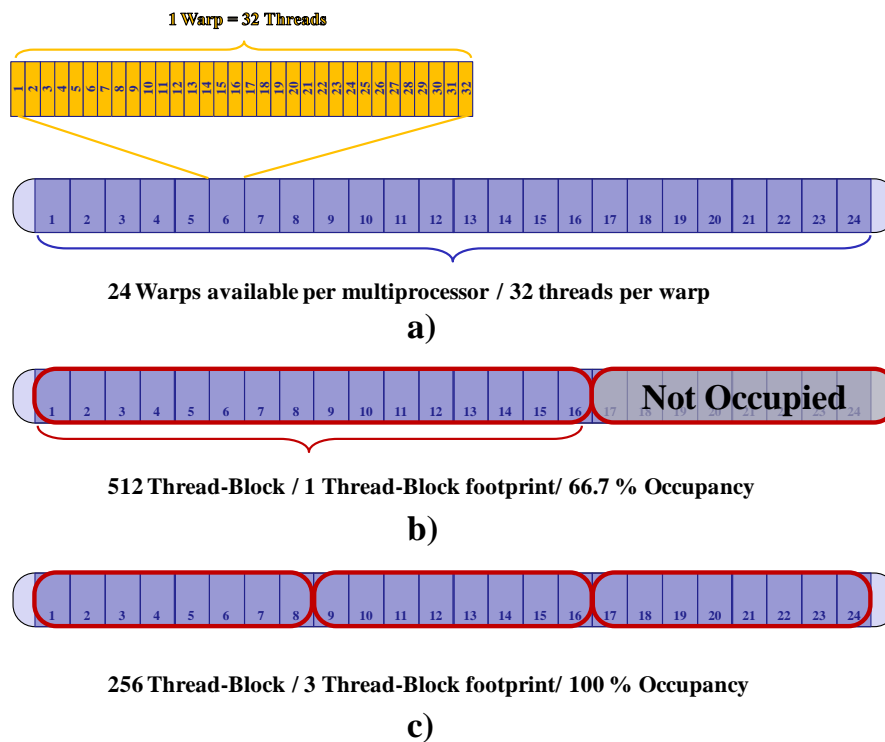 1 Warp = 32 Threads
1 2 3 4 5 6 7 8 9 10 11 12 13 14 15 16 17 18 19 20 21 22 23 24 25 26 27 28 29 30 31 32
1 2 3 4 5 6 7 8 9 10 11 12 13 14 15 16 17 18 19 20 21 22 23 24
24 Warps available per multiprocessor / 32 threads per warp
a)
Not Occupied
1 2 3 4 5 6 7 8 9 10 11 12 13 14 15 16 17 18 19 20 21 22 23 24
512 Thread-Block / 1 Thread-Block footprint/ 66.7 % Occupancy
b)
1 2 3 4 5 6 7 8 9 10 11 12 13 14 15 16 17 18 19 20 21 22 23 24
256 Thread-Block / 3 Thread-Block footprint/ 100 % Occupancy
c)